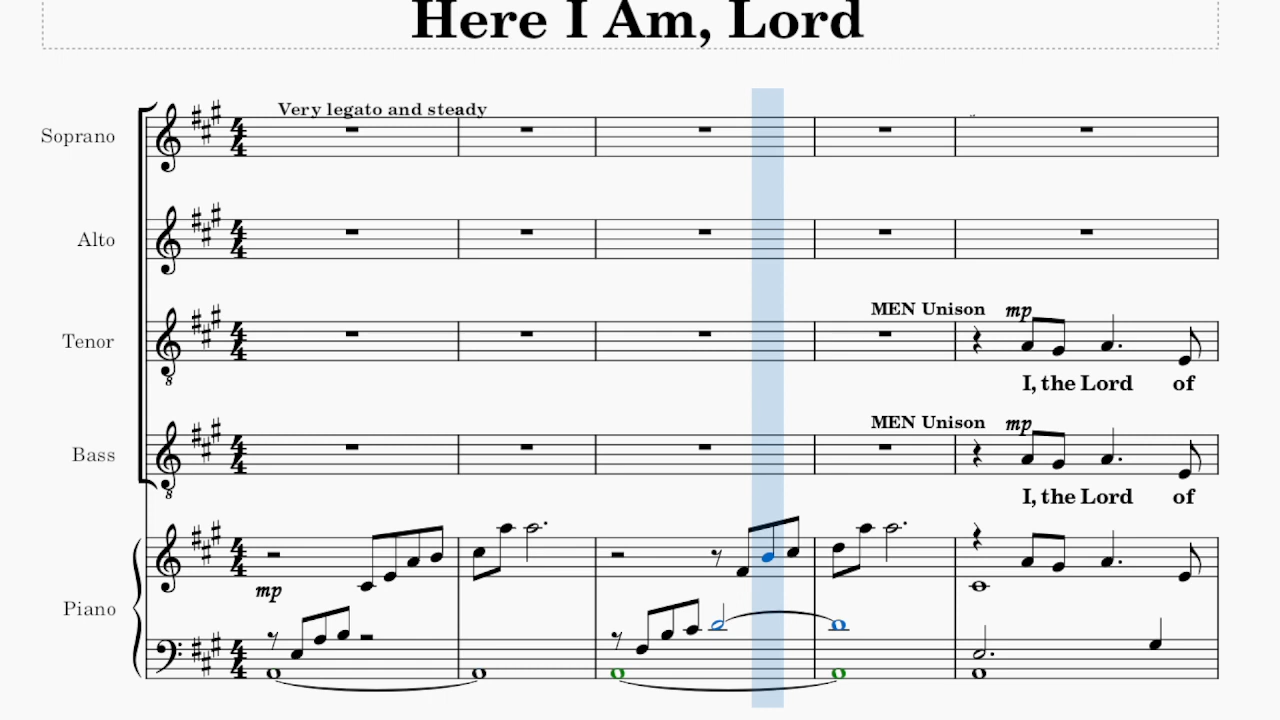 Here I Am, Lord
Very legato and steady
Soprano
Alto
MEN Unison mp
Tenor
I, the Lord of
MEN Unison mp
Bass
I, the Lord of
mp
Piano